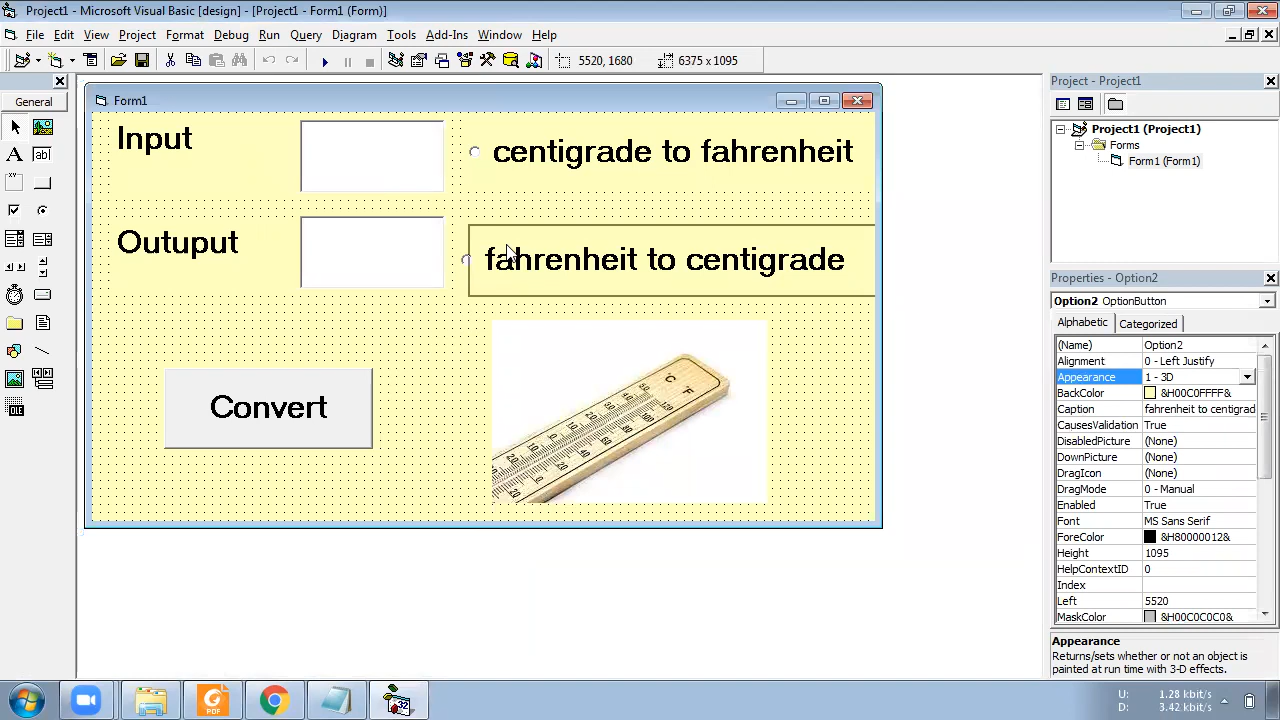 Project1 - Microsoft Visual Basic [design] - [Project1 - Form1 (Form)]
File Edit View Project Format Debug Run Query Diagram Tools Add-Ins Window Help
5520, 1680 6375 x 1095
General
Form1
Input
centigrade to fahrenheit
Outuput
fahrenheit to centigrade
Convert
C °F
Project - Project1
Project1 (Project1)
Forms
Form1 (Form1)
Properties - Option2
Option2 OptionButton
Alphabetic Categorized
(Name) Option2
Alignment 0 - Left Justify
Appearance 1 - 3D
BackColor &H00C0FFFF&
Caption fahrenheit to centigrad
CausesValidation True
DisabledPicture (None)
DownPicture (None)
DragIcon (None)
DragMode 0 - Manual
Enabled True
Font MS Sans Serif
ForeColor &H80000012&
Height 1095
HelpContextID 0
Index
Left 5520
MaskColor &H00C0C0C0&
Appearance
Returns/sets whether or not an object is
painted at run time with 3-D effects.
PDF
32
U: 1.28 kbit/s
D: 3.42 kbit/s